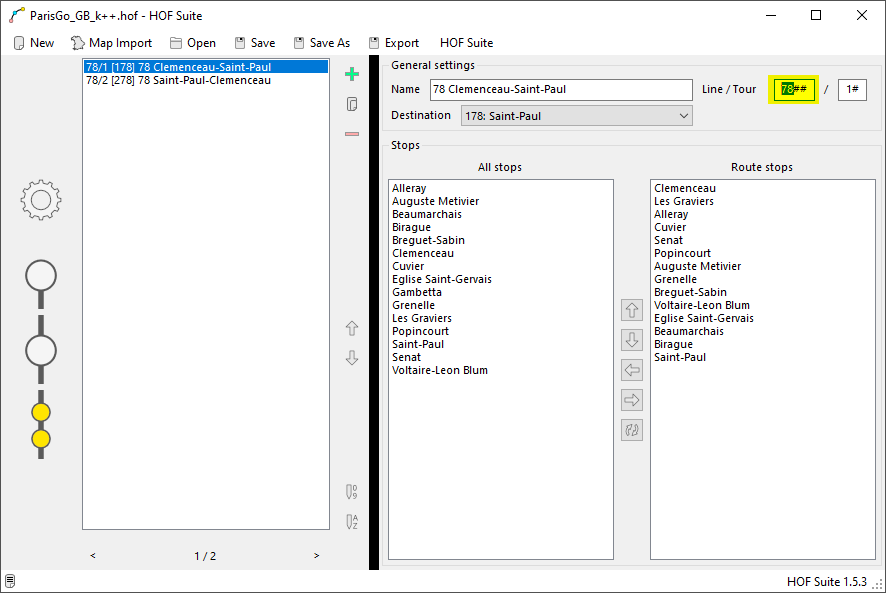 ParisGo_GB_k++.hof - HOF Suite
New Map Import Open Save Save As Export HOF Suite
78/1 [178] 78 Clemenceau-Saint-Paul
78/2 [278] 78 Saint-Paul-Clemenceau
< 1 / 2 >
General settings
Name 78 Clemenceau-Saint-Paul Line / Tour 78## / 1#
Destination 178: Saint-Paul
Stops
All stops
Alleray
Auguste Metivier
Beaumarchais
Birague
Breguet-Sabin
Clemenceau
Cuvier
Eglise Saint-Gervais
Gambetta
Grenelle
Les Graviers
Popincourt
Saint-Paul
Senat
Voltaire-Leon Blum
Route stops
Clemenceau
Les Graviers
Alleray
Cuvier
Senat
Popincourt
Auguste Metivier
Grenelle
Breguet-Sabin
Voltaire-Leon Blum
Eglise Saint-Gervais
Beaumarchais
Birague
Saint-Paul
0
9
A
Z
HOF Suite 1.5.3